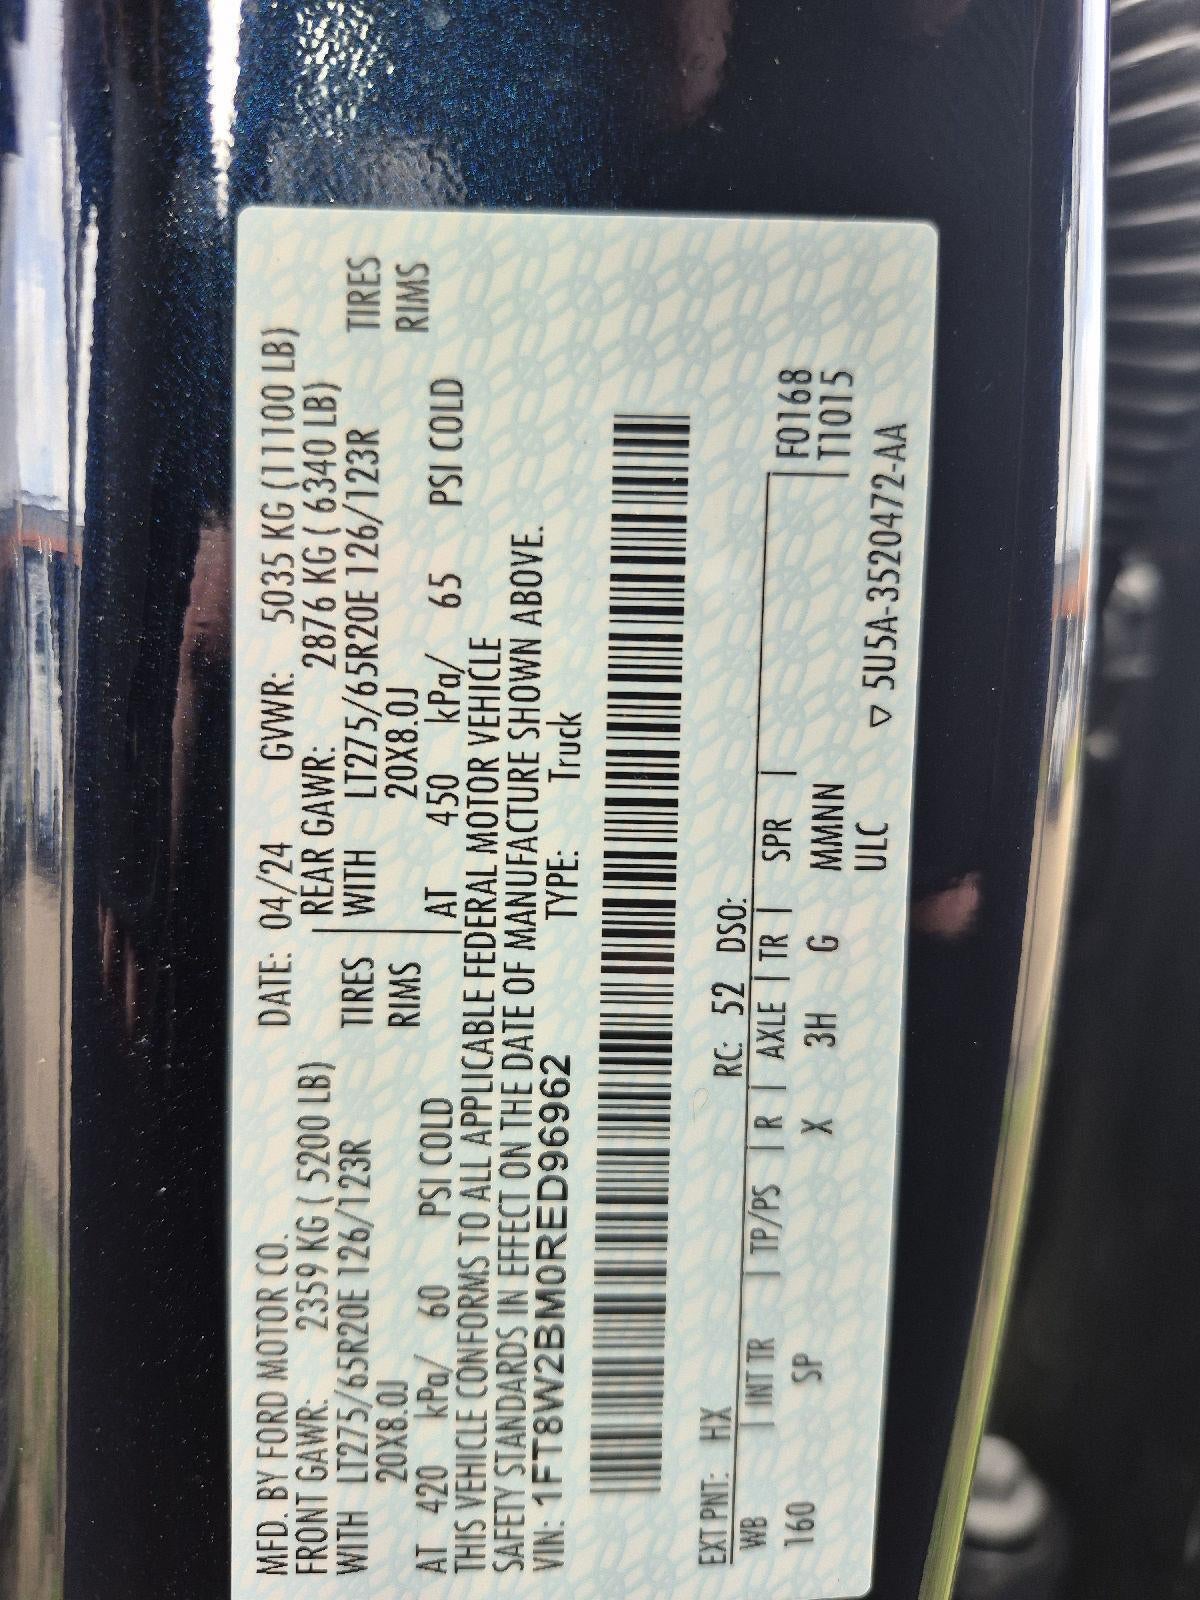 MFD. BY FORD MOTOR CO.
DATE: 04/24 GVWR: 5035 KG (11100 LB)
FRONT GAWR: 2359 KG ( 5200 LB)
REAR GAWR: 2876 KG ( 6340 LB)
WITH LT275/65R20E 126/123R TIRES
WITH LT275/65R20E 126/123R TIRES
20X8.0J RIMS
20X8.0J RIMS
AT 420 kPa/ 60 PSI COLD
AT 450 kPa/ 65 PSI COLD
THIS VEHICLE CONFORMS TO ALL APPLICABLE FEDERAL MOTOR VEHICLE
SAFETY STANDARDS IN EFFECT ON THE DATE OF MANUFACTURE SHOWN ABOVE.
VIN: 1FT8W2BM0RED96962 TYPE: Truck
EXT PNT: HX RC: 52 DSO:
WB | INT TR | TP/PS | R | AXLE | TR | SPR | F0168
160 SP X 3H G MMNN T1015
ULC ▽ 5U5A-3520472-AA